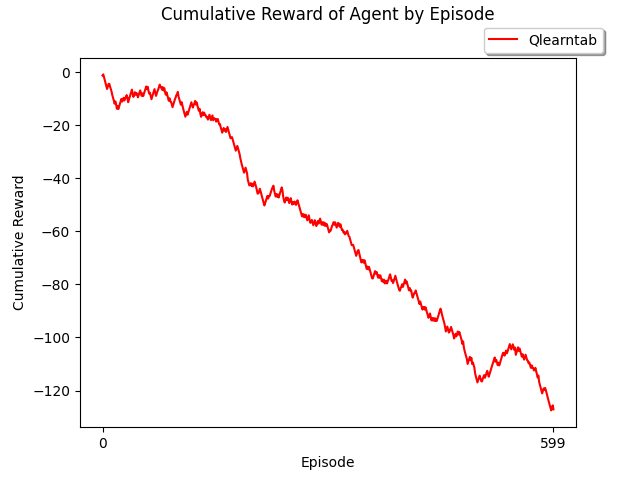 Cumulative Reward of Agent by Episode
Qlearntab
0
−20
−40
−60
−80
−100
−120
Cumulative Reward
0
599
Episode